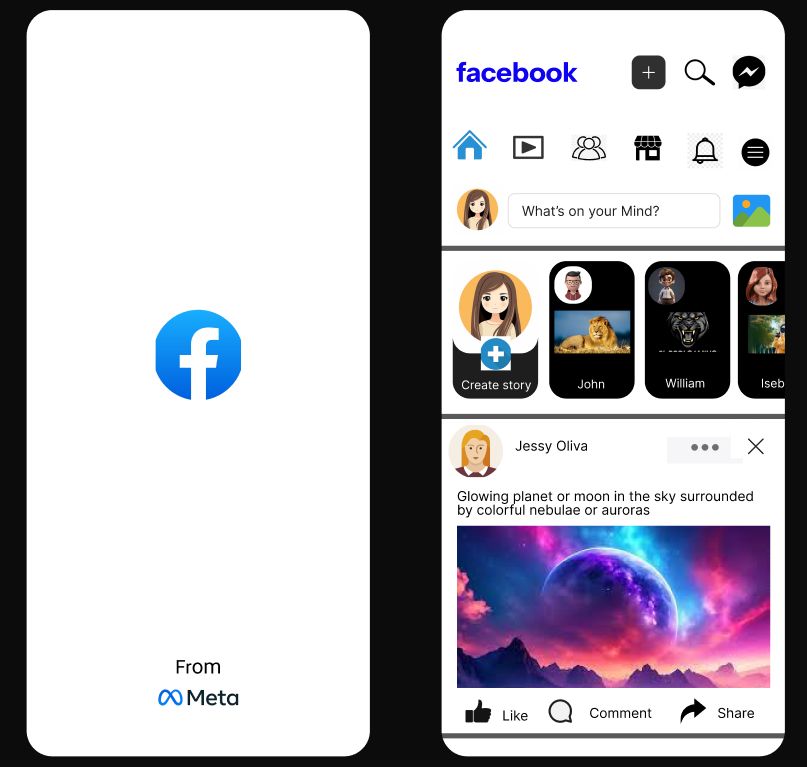 From
Meta
facebook
What's on your Mind?
Create story
John
William
Iseb
Jessy Oliva
Glowing planet or moon in the sky surrounded
by colorful nebulae or auroras
Like
Comment
Share